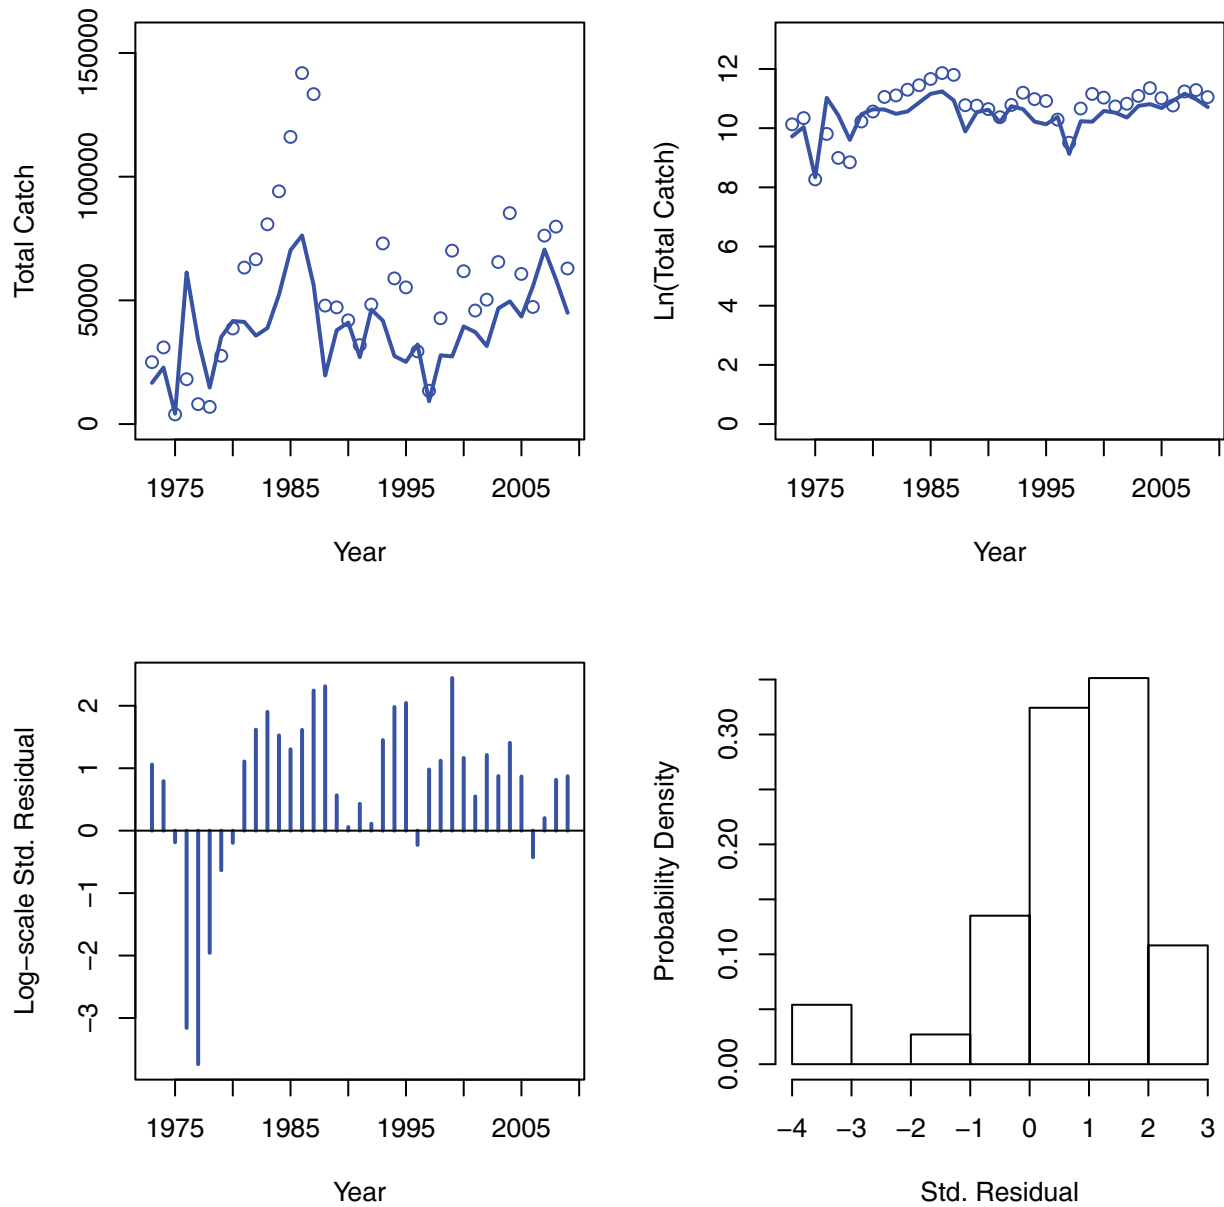 Total Catch
150000
100000
50000
0
1975 1985 1995 2005
Year
Ln(Total Catch)
12
10
8
6
4
2
0
1975 1985 1995 2005
Year
Log−scale Std. Residual
2
1
0
−1
−2
−3
1975 1985 1995 2005
Year
Probability Density
0.30
0.20
0.10
0.00
−4 −3 −2 −1 0 1 2 3
Std. Residual